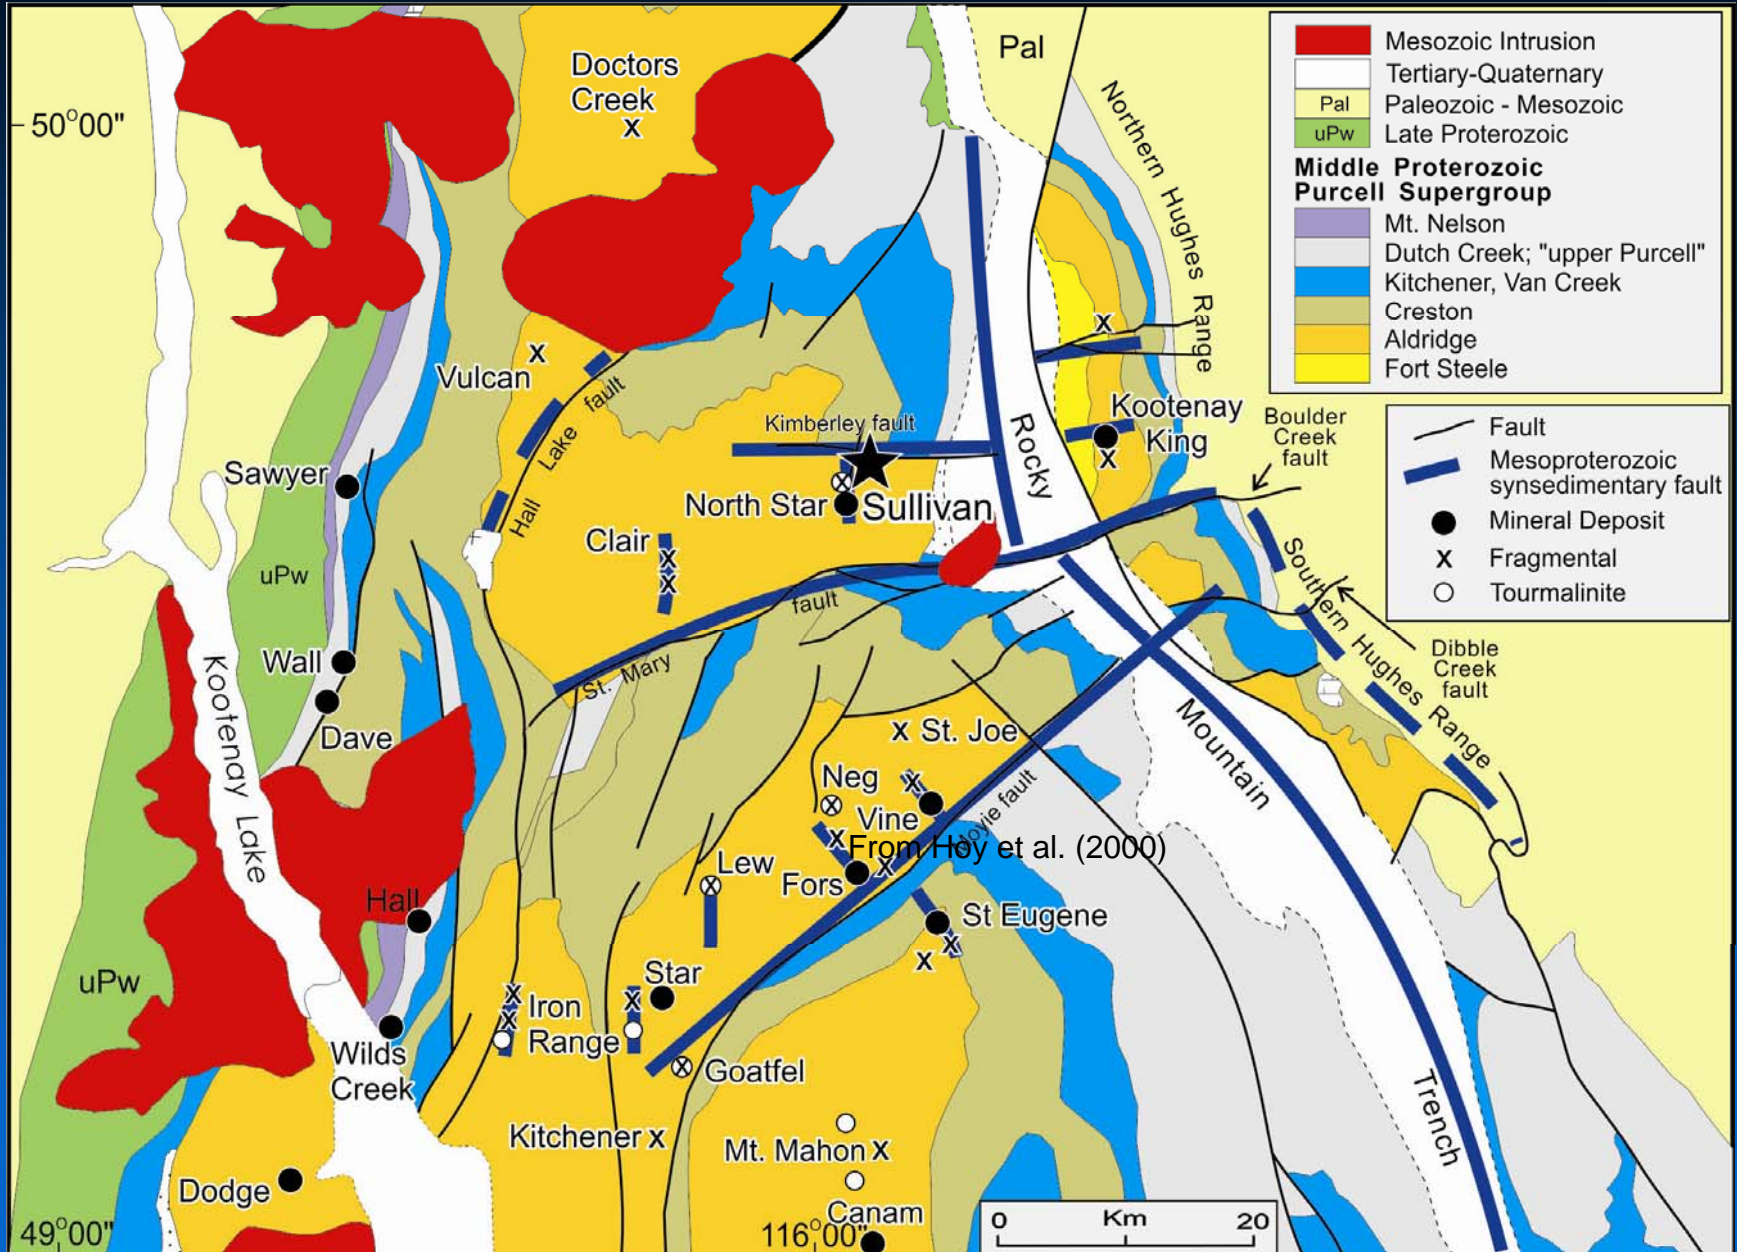 Doctors
Creek
x
Pal
50°00"
Northern Hughes Range
Mesozoic Intrusion
Tertiary-Quaternary
Pal Paleozoic - Mesozoic
uPw Late Proterozoic
Middle Proterozoic
Purcell Supergroup
Mt. Nelson
Dutch Creek; "upper Purcell"
Kitchener, Van Creek
Creston
Aldridge
Fort Steele
Fault
Mesoproterozoic
synsedimentary fault
Mineral Deposit
x Fragmental
Tourmalinite
x
Vulcan
x
Hall Lake fault
Kimberley fault
Rocky
Kootenay
King
x
Boulder
Creek
fault
Sawyer
x
North Star
Sullivan
Clair
x
x
uPw
fault
St. Mary
Southern Hughes Range
Dibble
Creek
fault
Wall
Dave
Kootenay Lake
x St. Joe
Mountain
Neg
x
x
Vine
Moyie fault
x
From Hoy et al. (2000)
Lew
x
Fors
x
Hall
St Eugene
x
x
uPw
Star
x
x
x
Iron
Range
Wilds
Creek
x
Goatfel
Trench
Kitchener x
Mt. Mahon x
Dodge
Canam
49°00"
116°00"
0 Km 20